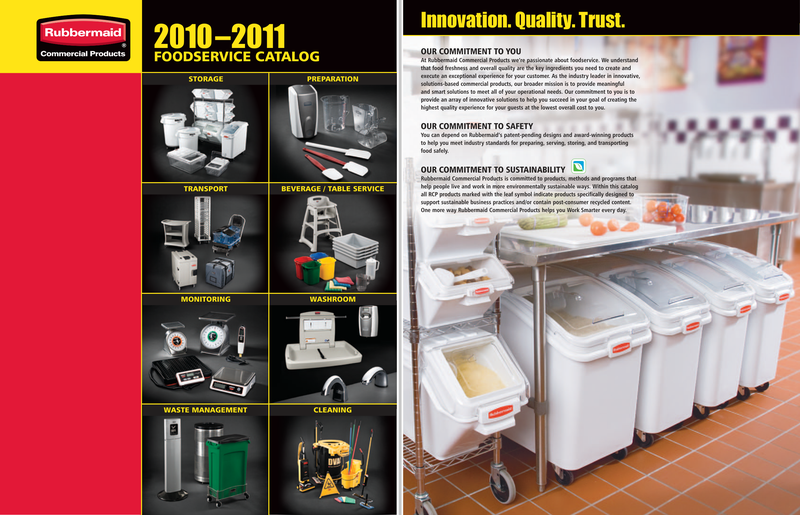 Rubbermaid
®
Commercial Products
2010–2011
FOODSERVICE CATALOG
STORAGE
PREPARATION
TRANSPORT
BEVERAGE / TABLE SERVICE
MONITORING
WASHROOM
WASTE MANAGEMENT
CLEANING
Innovation. Quality. Trust.
OUR COMMITMENT TO YOU
At Rubbermaid Commercial Products we're passionate about foodservice. We understand
that food freshness and overall quality are the key ingredients you need to create and
execute an exceptional experience for your customer. As the industry leader in innovative,
solutions-based commercial products, our broader mission is to provide meaningful
and smart solutions to meet all of your operational needs. Our commitment to you is to
provide an array of innovative solutions to help you succeed in your goal of creating the
highest quality experience for your guests at the lowest overall cost to you.
OUR COMMITMENT TO SAFETY
You can depend on Rubbermaid's patent-pending designs and award-winning products
to help you meet industry standards for preparing, serving, storing, and transporting
food safely.
OUR COMMITMENT TO SUSTAINABILITY
Rubbermaid Commercial Products is committed to products, methods and programs that
help people live and work in more environmentally sustainable ways. Within this catalog
all RCP products marked with the leaf symbol indicate products specifically designed to
support sustainable business practices and/or contain post-consumer recycled content.
One more way Rubbermaid Commercial Products helps you Work Smarter every day.
Rubbermaid